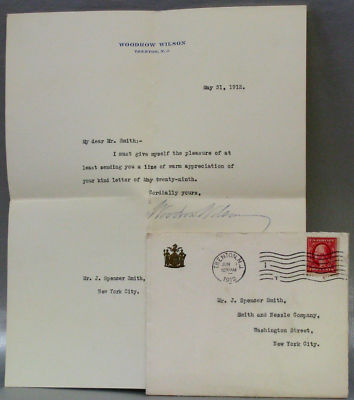 WOODROW WILSON
TRENTON, N. J.
May 31, 1912.
My dear Mr. Smith:-
I must give myself the pleasure of at
least sending you a line of warm appreciation of
your kind letter of May twenty-ninth.
Cordially yours,
Woodrow Wilson
Mr. J. Spencer Smith,
New York City.
TRENTON, N.J.
JUN
1912
Mr. J. Spencer Smith,
Smith and Nessle Company,
Washington Street,
New York City.